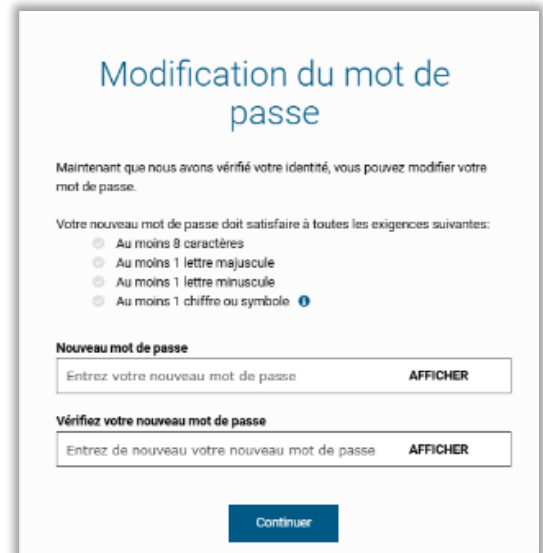 Modification du mot de
passe
Maintenant que nous avons vérifié votre identité, vous pouvez modifier votre
mot de passe.
Votre nouveau mot de passe doit satisfaire à toutes les exigences suivantes:
Au moins 8 caractères
Au moins 1 lettre majuscule
Au moins 1 lettre minuscule
Au moins 1 chiffre ou symbole
Nouveau mot de passe
Entrez votre nouveau mot de passe AFFICHER
Vérifiez votre nouveau mot de passe
Entrez de nouveau votre nouveau mot de passe AFFICHER
Continuer